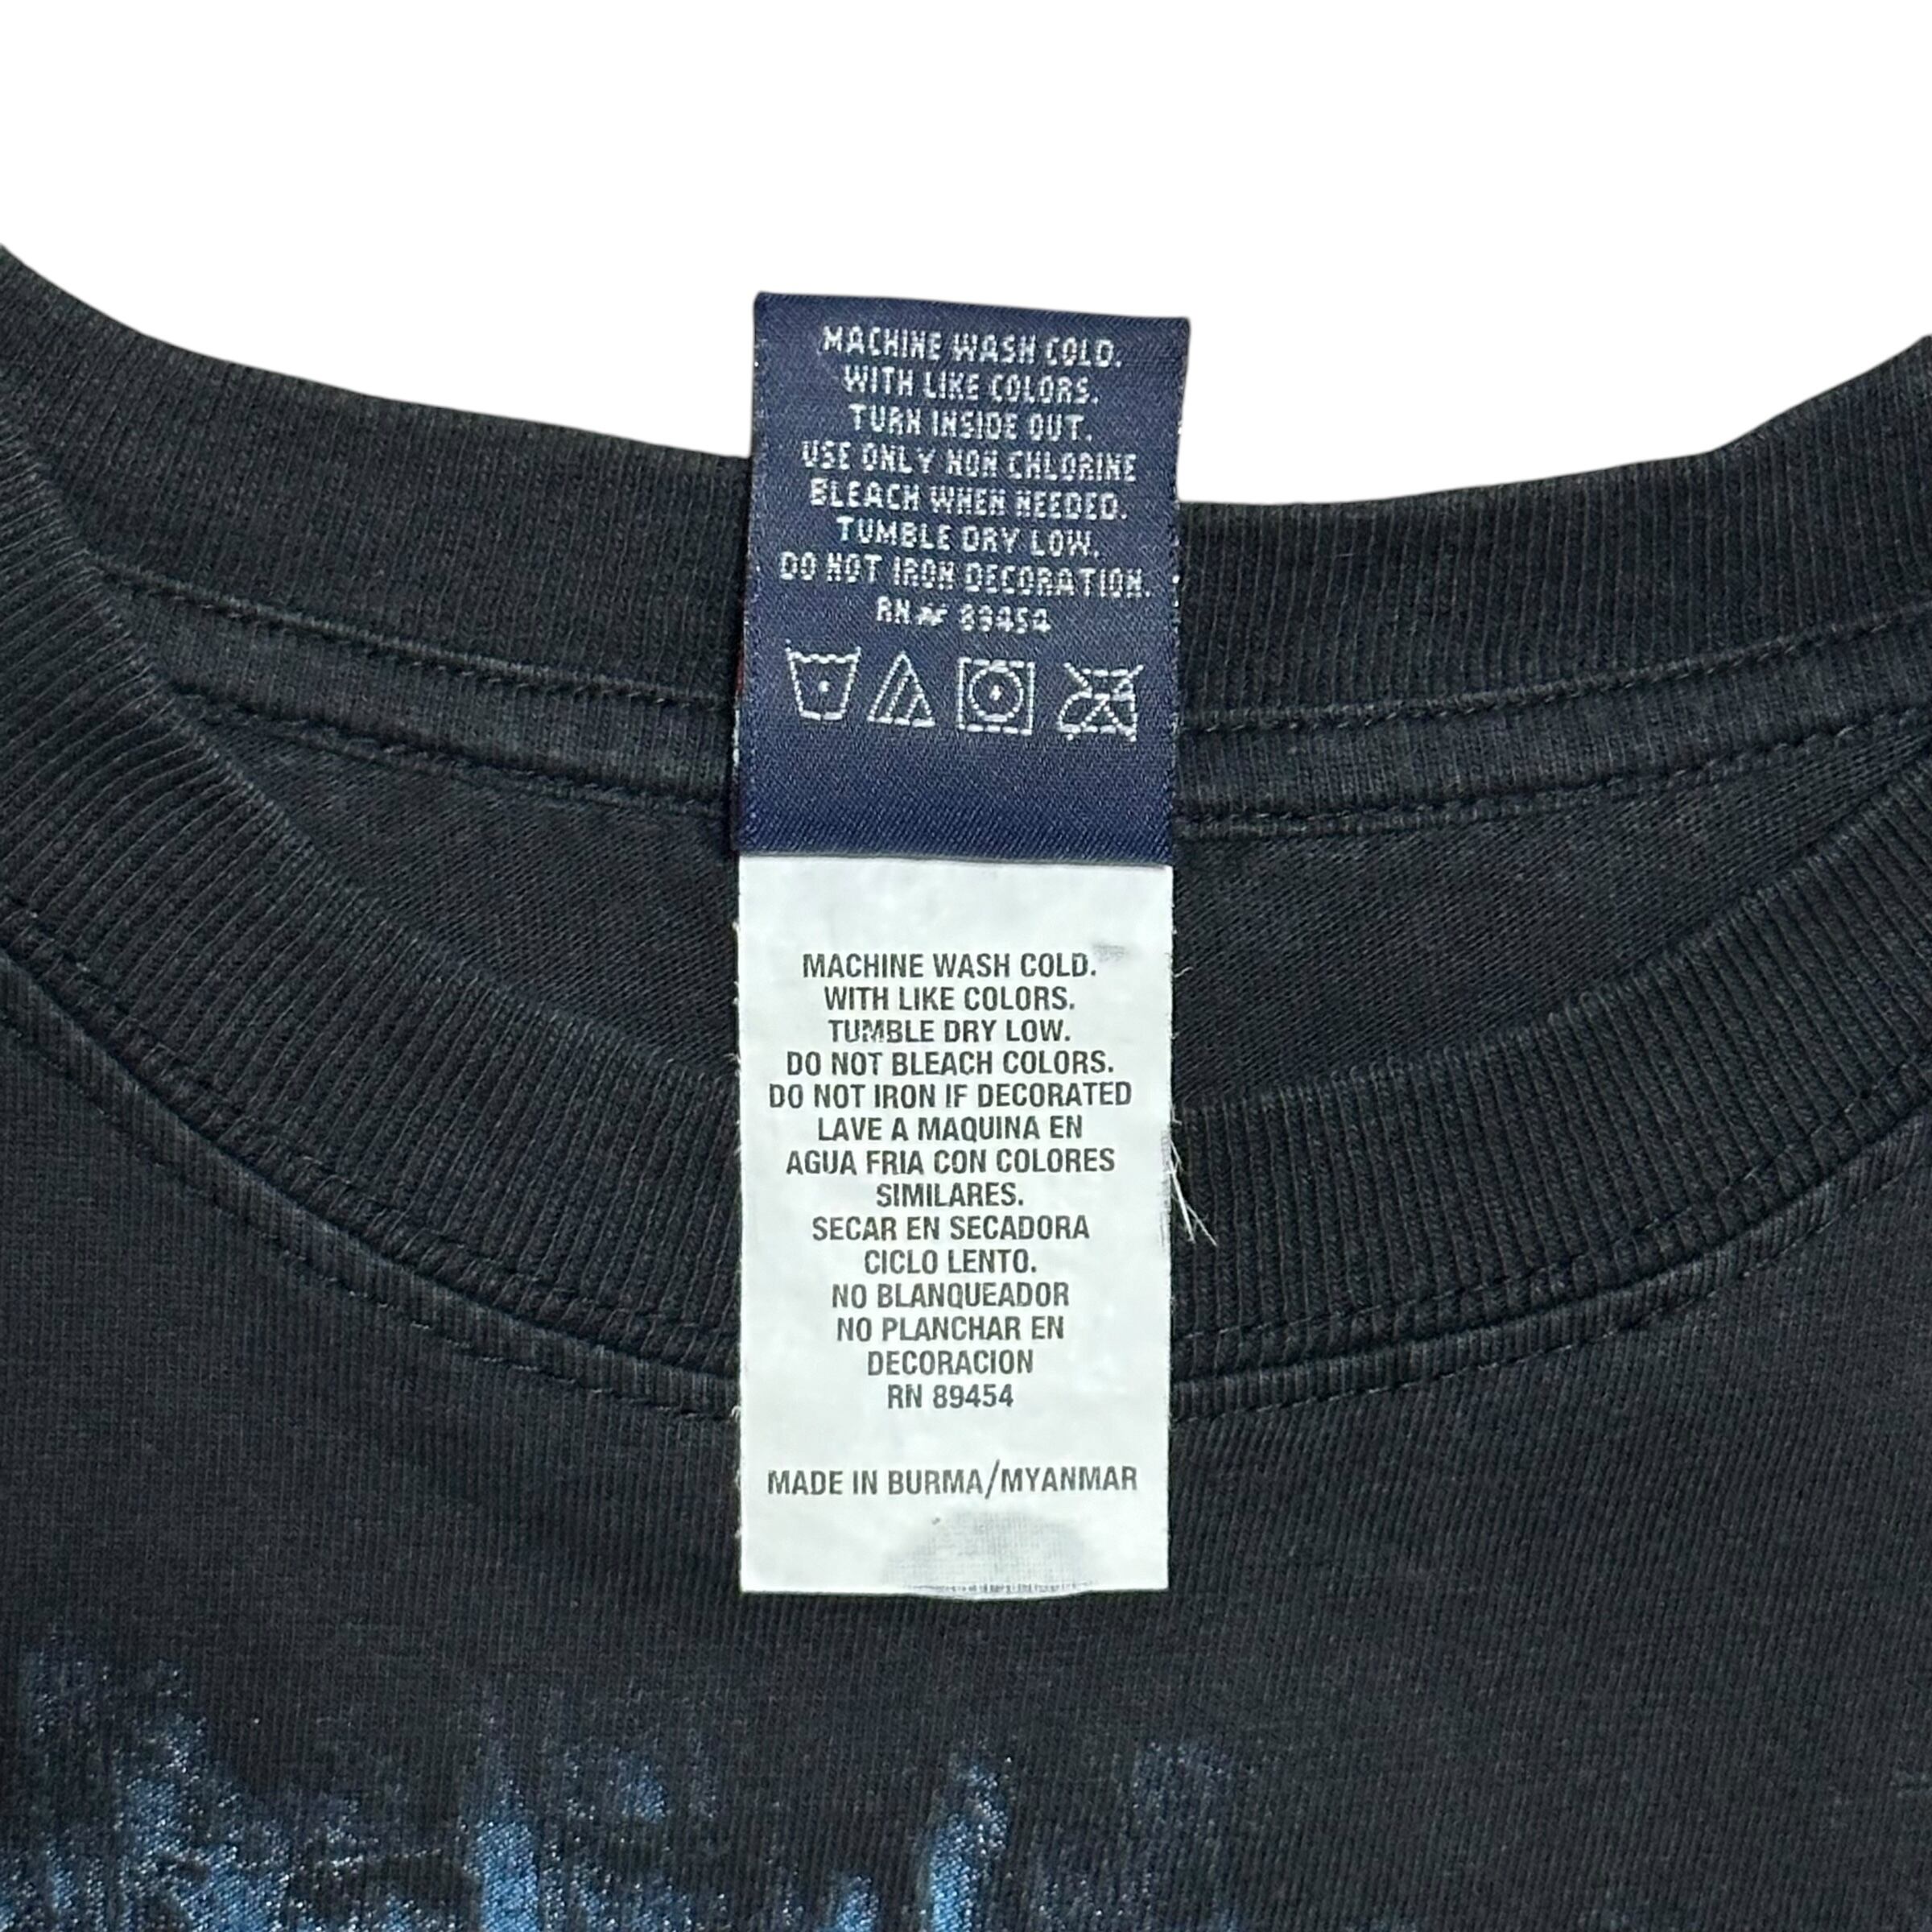 MACHINE WASH COLD.
WITH LIKE COLORS.
TURN INSIDE OUT.
USE ONLY NON CHLORINE
BLEACH WHEN NEEDED.
TUMBLE DRY LOW.
DO NOT IRON DECORATION.
RN# 89454
MACHINE WASH COLD.
WITH LIKE COLORS.
TUMBLE DRY LOW.
DO NOT BLEACH COLORS.
DO NOT IRON IF DECORATED
LAVE A MAQUINA EN
AGUA FRIA CON COLORES
SIMILARES.
SECAR EN SECADORA
CICLO LENTO.
NO BLANQUEADOR
NO PLANCHAR EN
DECORACION
RN 89454
MADE IN BURMA/MYANMAR